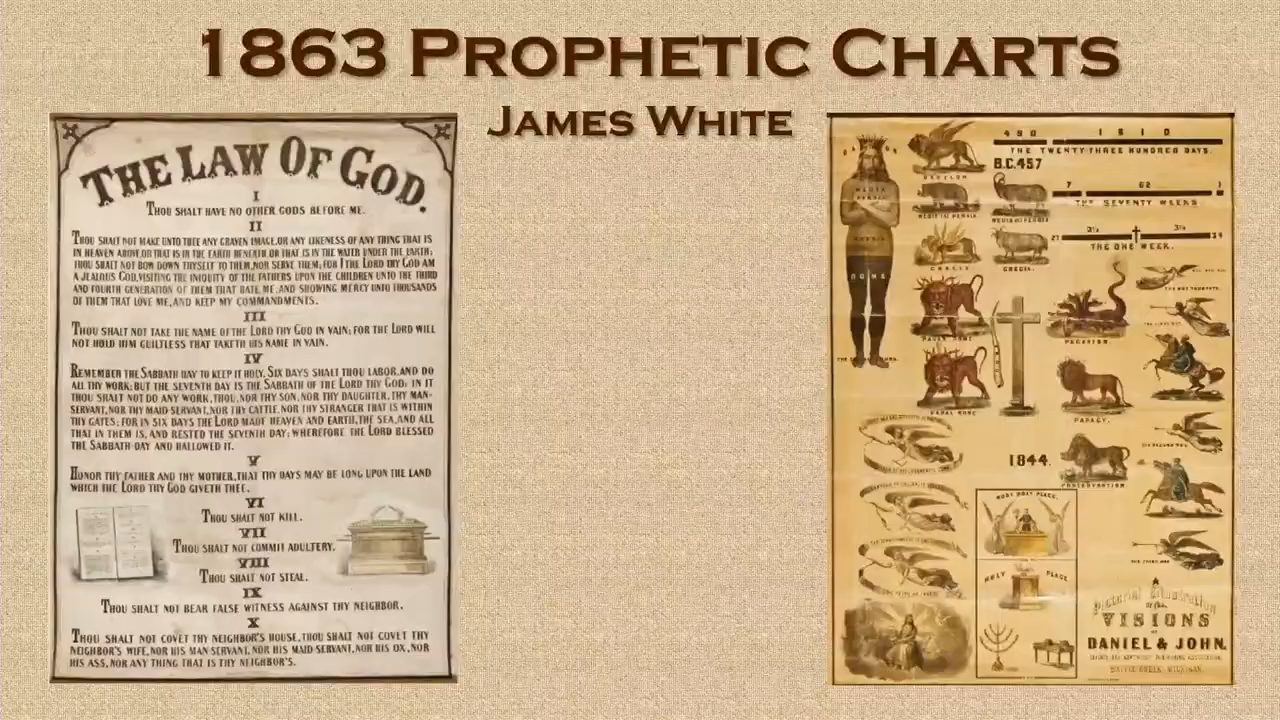 1863 PROPHETIC CHARTS
JAMES WHITE
THE LAW OF GOD.
I
THOU SHALT HAVE NO OTHER GODS BEFORE ME.
II
THOU SHALT NOT MAKE UNTO THEE ANY GRAVEN IMAGE, OR ANY LIKENESS OF ANY THING THAT IS
IN HEAVEN ABOVE, OR THAT IS IN THE EARTH BENEATH, OR THAT IS IN THE WATER UNDER THE EARTH:
THOU SHALT NOT BOW DOWN THYSELF TO THEM, NOR SERVE THEM; FOR I THE LORD THY GOD AM
A JEALOUS GOD, VISITING THE INIQUITY OF THE FATHERS UPON THE CHILDREN UNTO THE THIRD
AND FOURTH GENERATION OF THEM THAT HATE ME, AND SHOWING MERCY UNTO THOUSANDS
OF THEM THAT LOVE ME, AND KEEP MY COMMANDMENTS.
III
THOU SHALT NOT TAKE THE NAME OF THE LORD THY GOD IN VAIN; FOR THE LORD WILL
NOT HOLD HIM GUILTLESS THAT TAKETH HIS NAME IN VAIN.
IV
REMEMBER THE SABBATH DAY TO KEEP IT HOLY. SIX DAYS SHALT THOU LABOR, AND DO
ALL THY WORK: BUT THE SEVENTH DAY IS THE SABBATH OF THE LORD THY GOD: IN IT
THOU SHALT NOT DO ANY WORK, THOU, NOR THY SON, NOR THY DAUGHTER, THY MAN-
SERVANT, NOR THY MAID-SERVANT, NOR THY CATTLE, NOR THY STRANGER THAT IS WITHIN
THY GATES; FOR IN SIX DAYS THE LORD MADE HEAVEN AND EARTH, THE SEA, AND ALL
THAT IN THEM IS, AND RESTED THE SEVENTH DAY; WHEREFORE THE LORD BLESSED
THE SABBATH-DAY AND HALLOWED IT.
V
HONOR THY FATHER AND THY MOTHER, THAT THY DAYS MAY BE LONG UPON THE LAND
WHICH THE LORD THY GOD GIVETH THEE.
VI
THOU SHALT NOT KILL.
VII
THOU SHALT NOT COMMIT ADULTERY.
VIII
THOU SHALT NOT STEAL.
IX
THOU SHALT NOT BEAR FALSE WITNESS AGAINST THY NEIGHBOR.
X
THOU SHALT NOT COVET THY NEIGHBOR'S HOUSE, THOU SHALT NOT COVET THY
NEIGHBOR'S WIFE, NOR HIS MAN SERVANT, NOR HIS MAID-SERVANT, NOR HIS OX, NOR
HIS ASS, NOR ANY THING THAT IS THY NEIGHBOR'S.
490 1810
THE TWENTY THREE HUNDRED DAYS.
B.C. 457
7 62 1
THE SEVENTY WEEKS
27 3½ 3½
THE ONE WEEK.
BABYLON
MEDIA PERSIA
MEDIA PERSIA
MEDIA PERSIA
GRECIA
GRECIA
GRECIA.
ROME
PAGAN ROME
PAGANISM.
PAPAL ROME
PAPACY.
1844.
MOST HOLY PLACE.
HOLY PLACE
A
Pictorial Illustration
of the
VISIONS
OF
DANIEL & JOHN.
BATTLE CREEK, MICHIGAN.